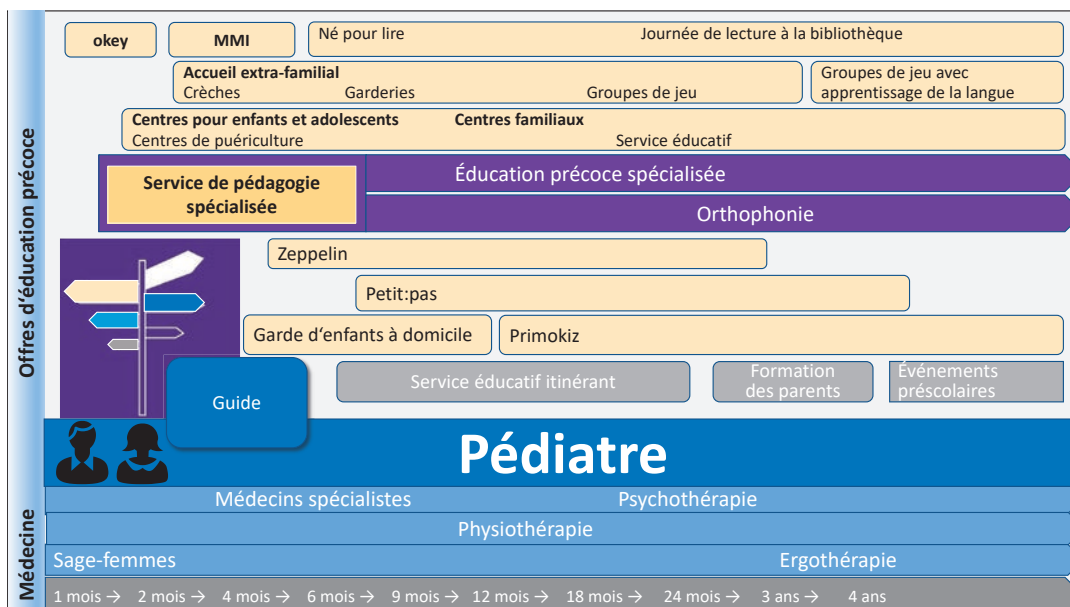 okey
MMI
Né pour lire
Journée de lecture à la bibliothèque
Accueil extra-familial
Crèches
Garderies
Groupes de jeu
Groupes de jeu avec
apprentissage de la langue
Centres pour enfants et adolescents
Centres familiaux
Centres de puériculture
Service éducatif
Service de pédagogie
spécialisée
Éducation précoce spécialisée
Orthophonie
Offres d‘éducation précoce
Zeppelin
Petit:pas
Garde d‘enfants à domicile
Primokiz
Service éducatif itinérant
Formation
des parents
Événements
préscolaires
Guide
Pédiatre
Médecine
Médecins spécialistes
Psychothérapie
Physiothérapie
Sage-femmes
Ergothérapie
1 mois → 2 mois → 4 mois → 6 mois → 9 mois → 12 mois → 18 mois → 24 mois → 3 ans → 4 ans